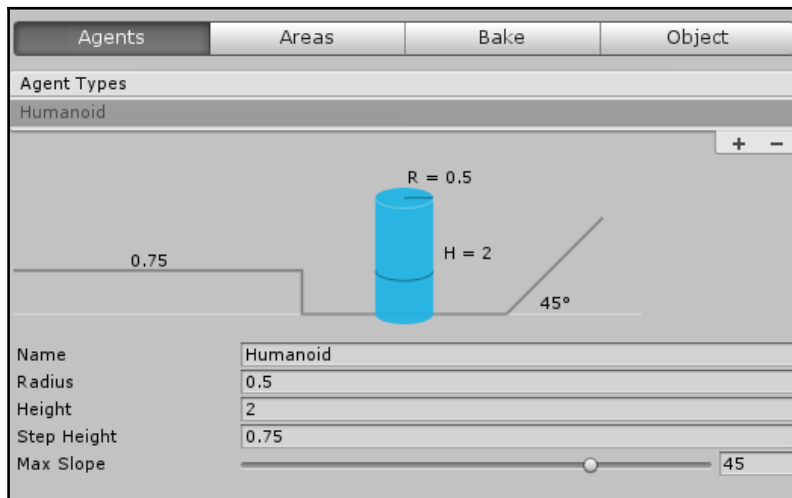 Agents Areas Bake Object
Agent Types
Humanoid
+ −
R = 0.5
0.75
H = 2
45°
Name Humanoid
Radius 0.5
Height 2
Step Height 0.75
Max Slope 45